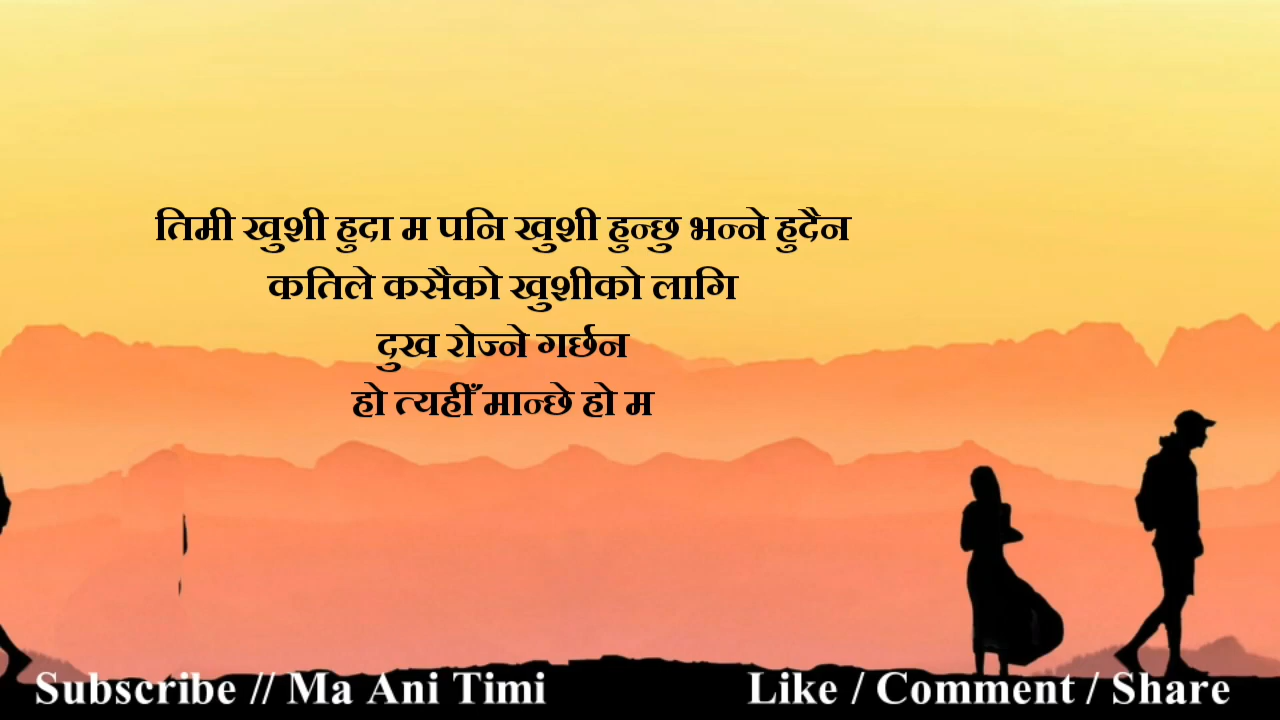 तिमी खुशी हुदा म पनि खुशी हुन्छु भन्ने हुदैन
कतिले कसैको खुशीको लागि
दुख रोज्ने गर्छन
हो त्यहीँ मान्छे हो म
Subscribe // Ma Ani Timi
Like / Comment / Share